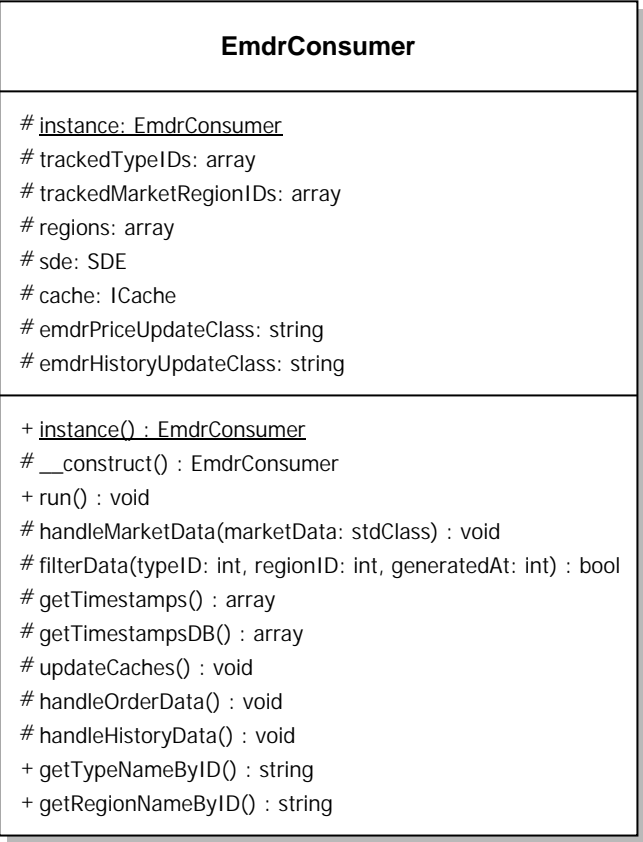 EmdrConsumer
# instance: EmdrConsumer
# trackedTypeIDs: array
# trackedMarketRegionIDs: array
# regions: array
# sde: SDE
# cache: ICache
# emdrPriceUpdateClass: string
# emdrHistoryUpdateClass: string
+ instance() : EmdrConsumer
# __construct() : EmdrConsumer
+ run() : void
# handleMarketData(marketData: stdClass) : void
# filterData(typeID: int, regionID: int, generatedAt: int) : bool
# getTimestamps() : array
# getTimestampsDB() : array
# updateCaches() : void
# handleOrderData() : void
# handleHistoryData() : void
+ getTypeNameByID() : string
+ getRegionNameByID() : string